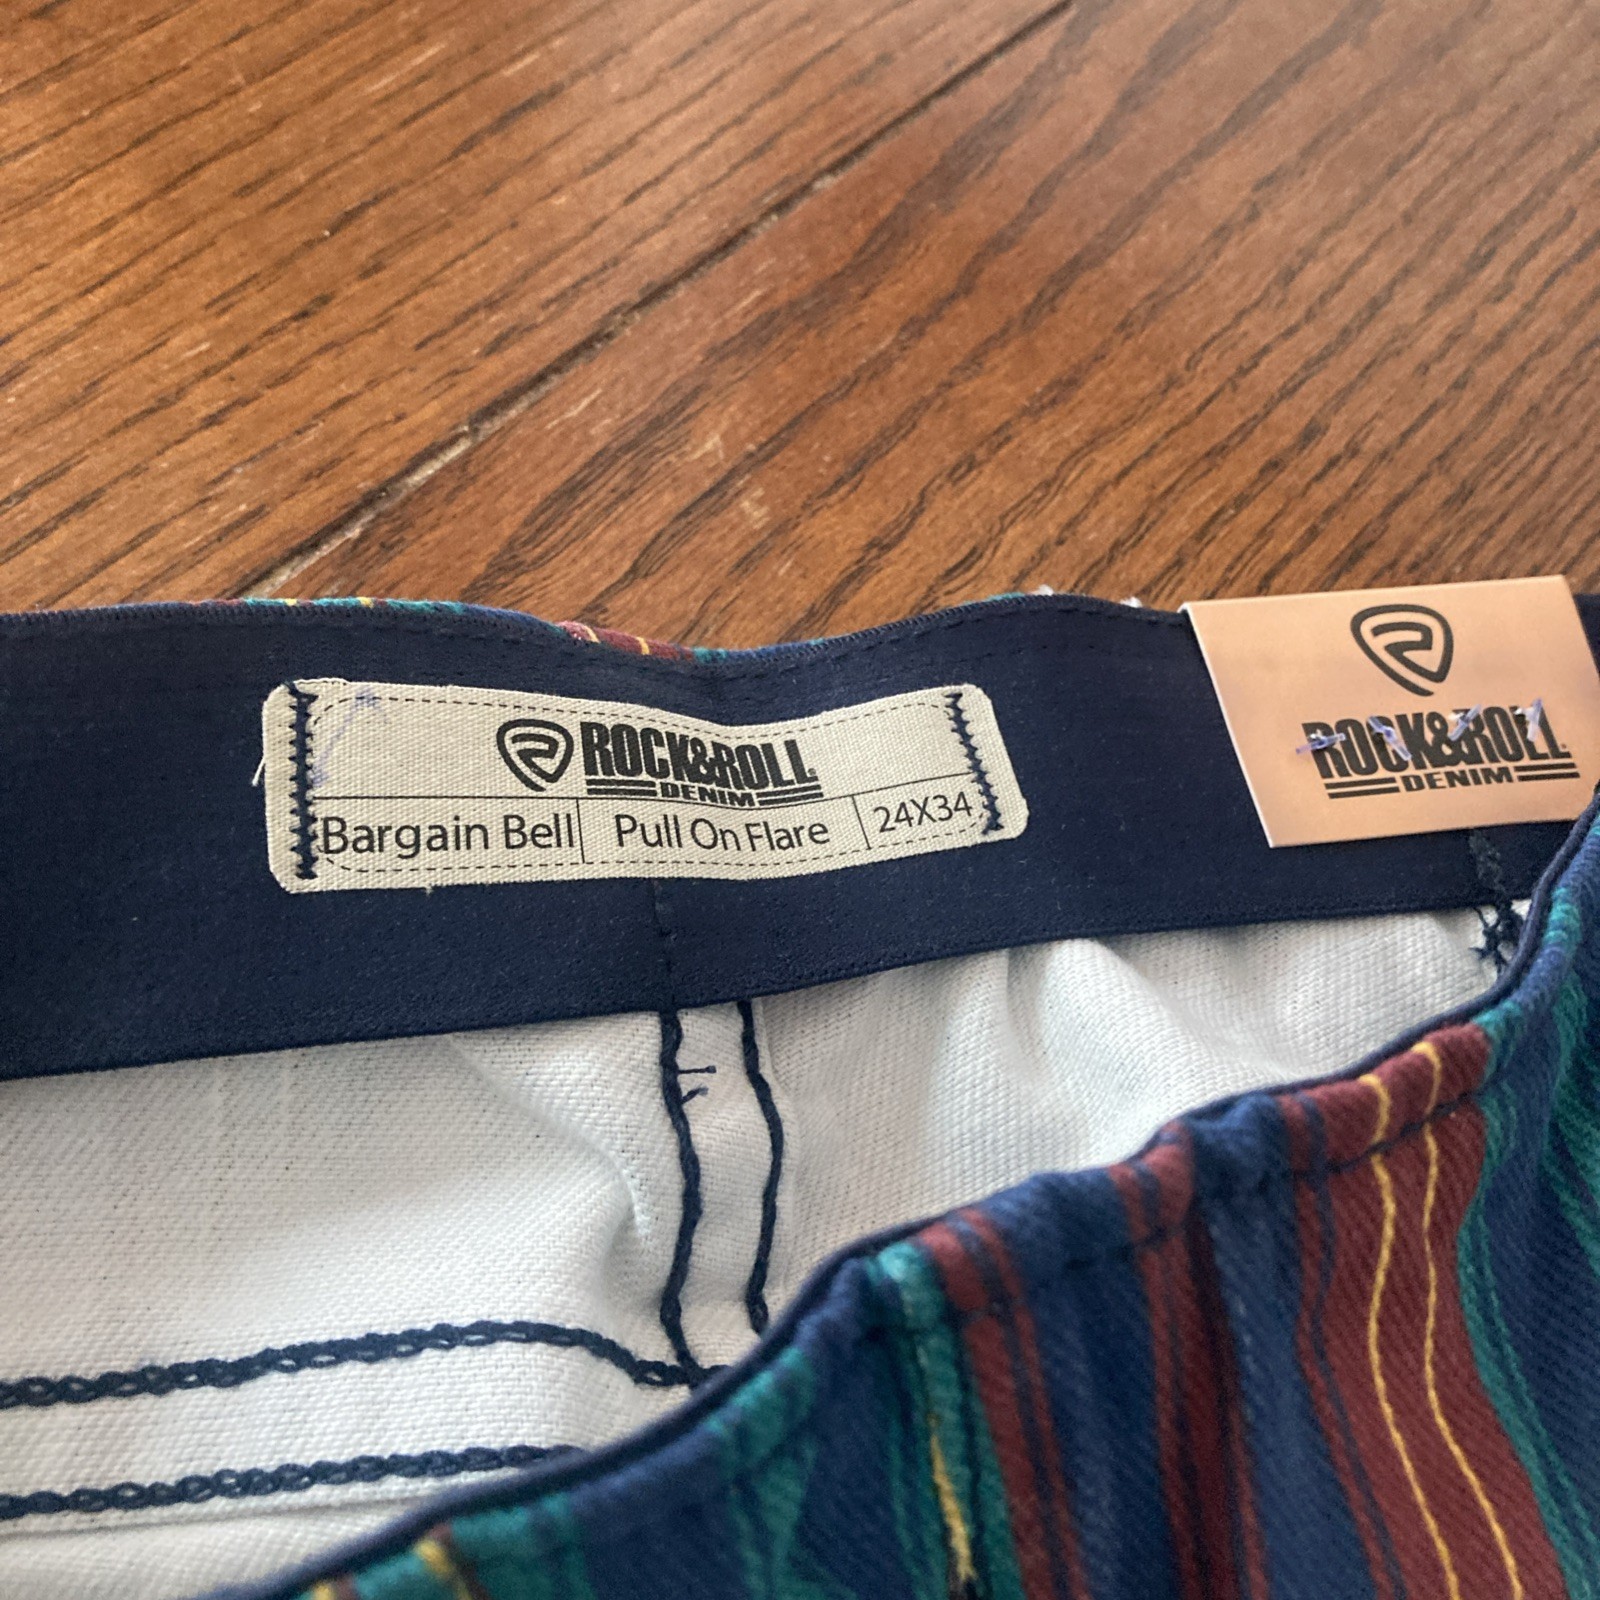 ROCK&ROLL
DENIM
Bargain Bell Pull On Flare 24X34
ROCK&ROLL
DENIM